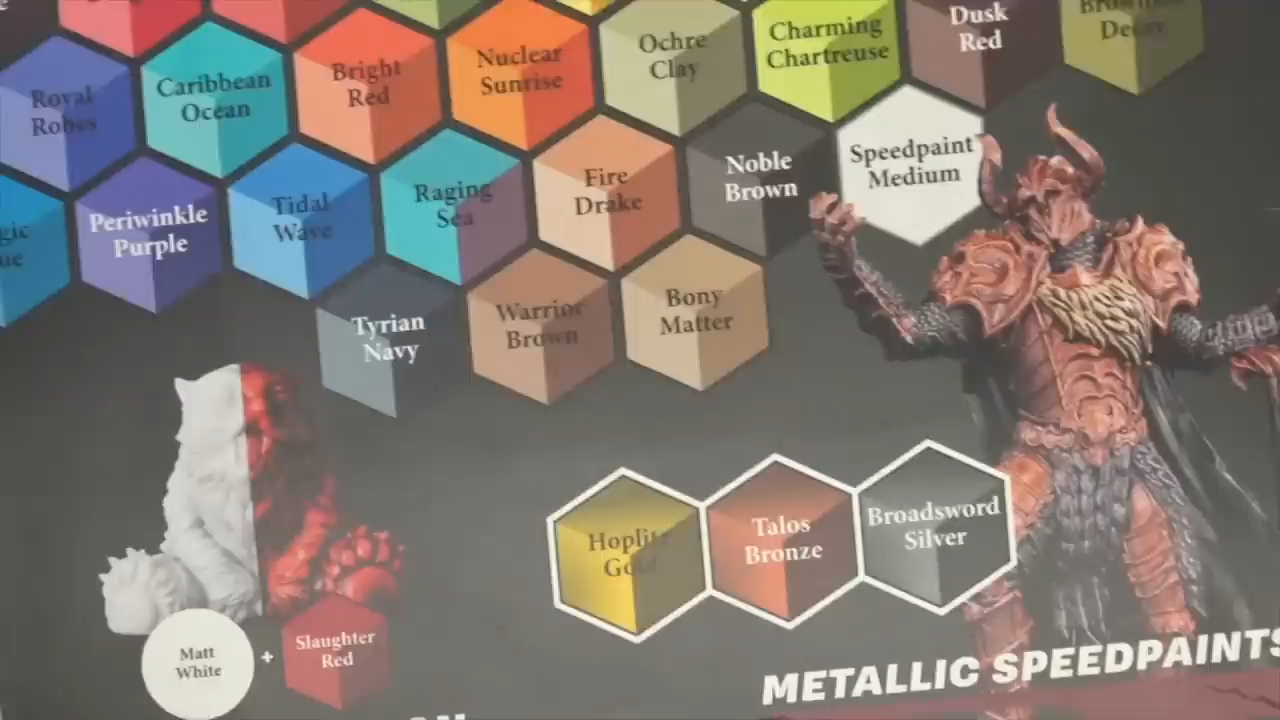 Dusk
Red
Charming
Chartreuse
Ochre
Clay
Nuclear
Sunrise
Bright
Red
Caribbean
Ocean
Royal
Robes
Speedpaint
Medium
Noble
Brown
Fire
Drake
Raging
Sea
Tidal
Wave
Periwinkle
Purple
Bony
Matter
Warrior
Brown
Tyrian
Navy
Hoplite
Gold
Talos
Bronze
Broadsword
Silver
Matt
White
+
Slaughter
Red
METALLIC SPEEDPAINTS